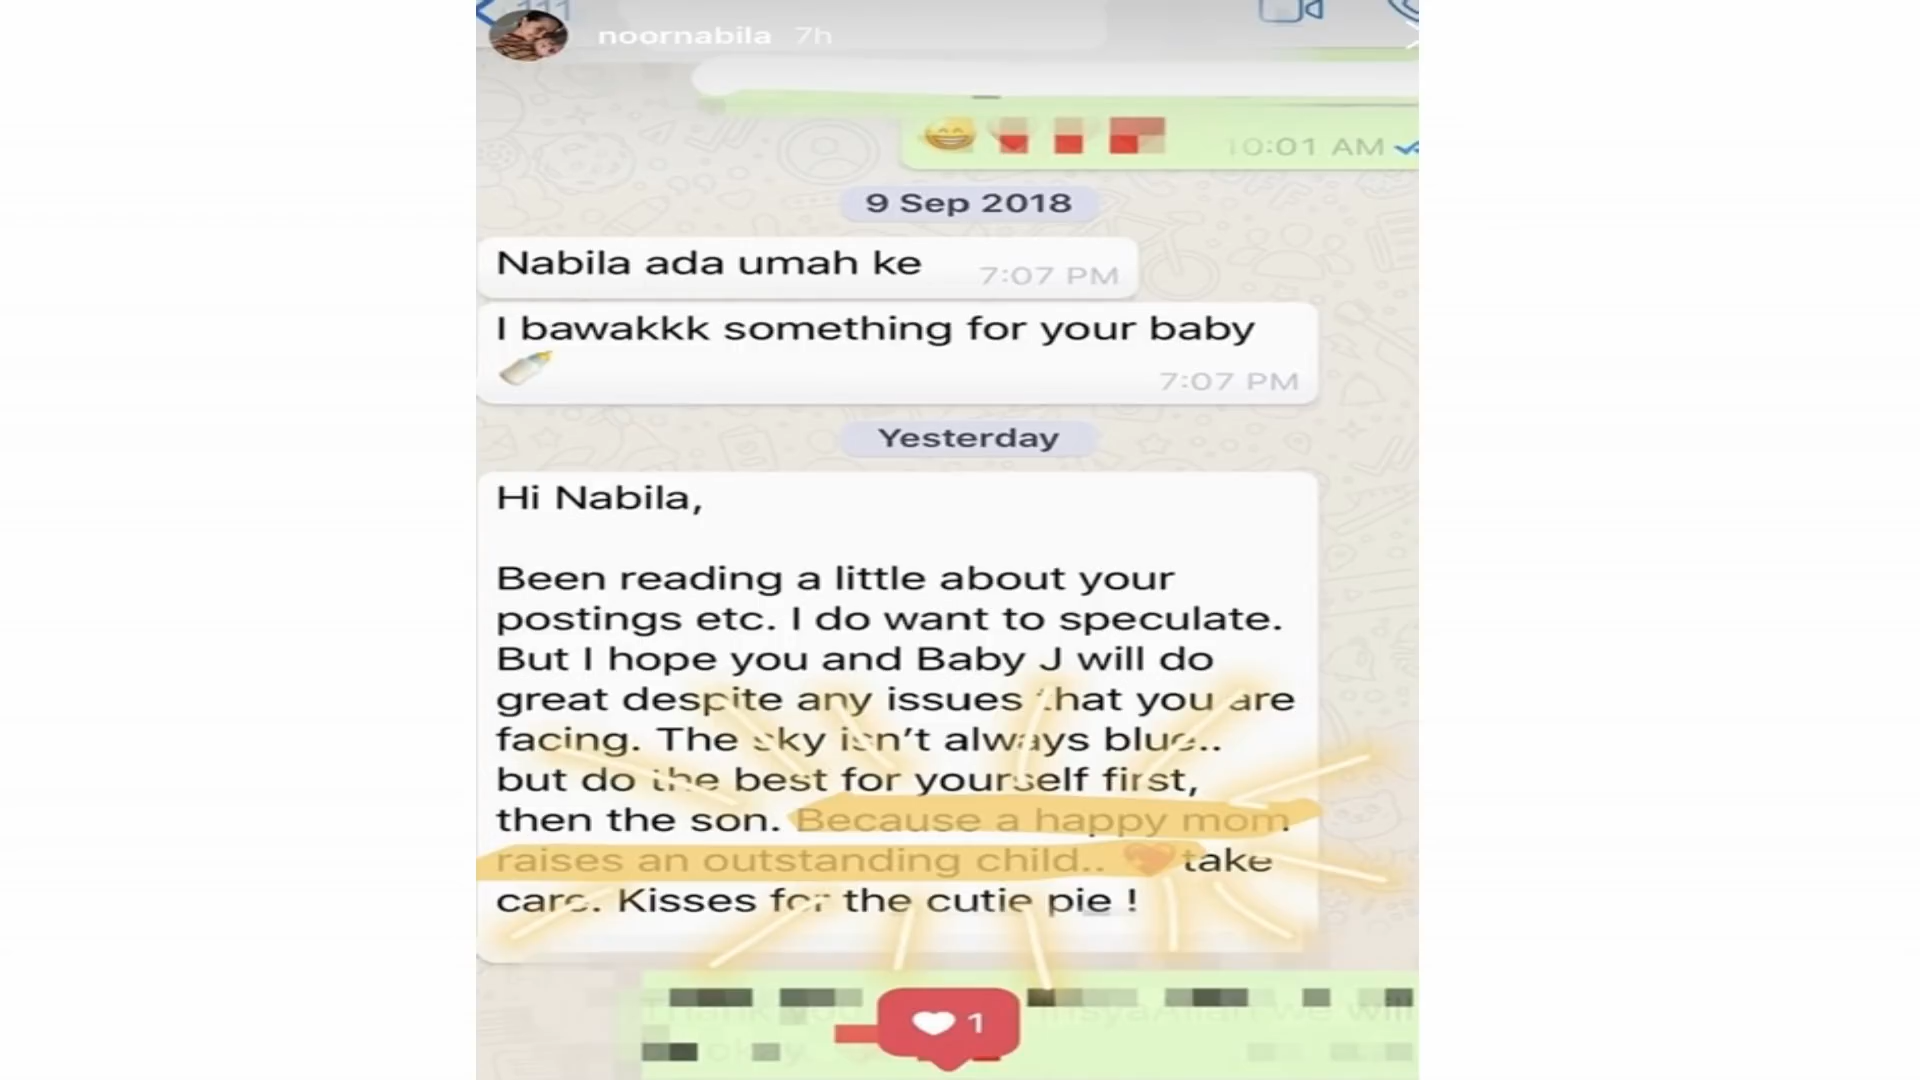 111
noornabila 7h
10:01 AM
9 Sep 2018
Nabila ada umah ke 7:07 PM
I bawakkk something for your baby
🍼
7:07 PM
Yesterday
Hi Nabila,
Been reading a little about your
postings etc. I do want to speculate.
But I hope you and Baby J will do
great despite any issues that you are
facing. The sky isn't always blue..
but do the best for yourself first,
then the son. Because a happy mom
raises an outstanding child.. 💖 take
care. Kisses for the cutie pie !
we will
1